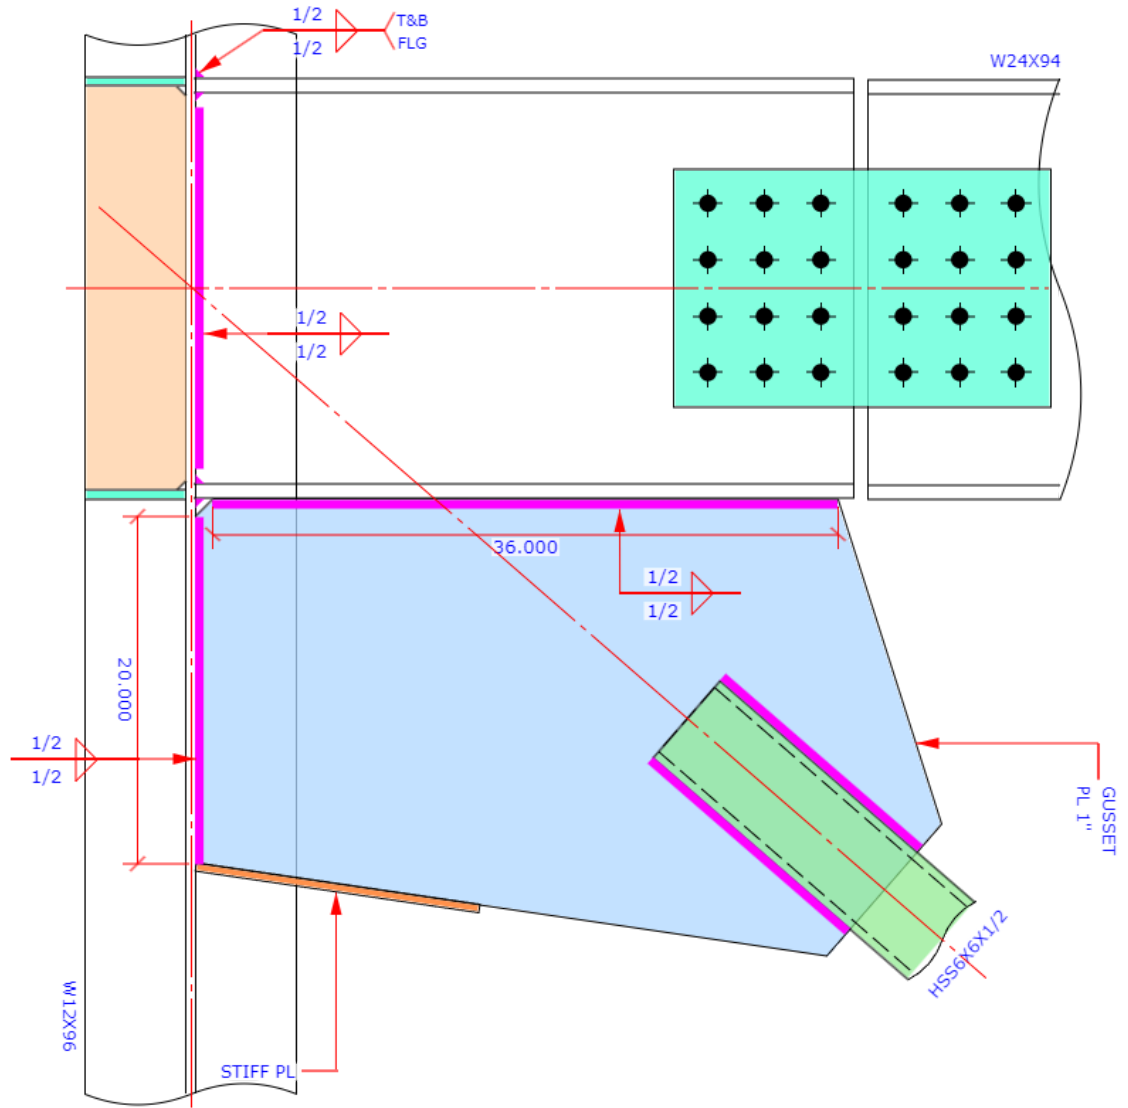 1/2
1/2
T&B
FLG
W24X94
1/2
1/2
36.000
1/2
1/2
20.000
1/2
1/2
GUSSET
PL 1"
HSS6X6X1/2
W12X96
STIFF PL